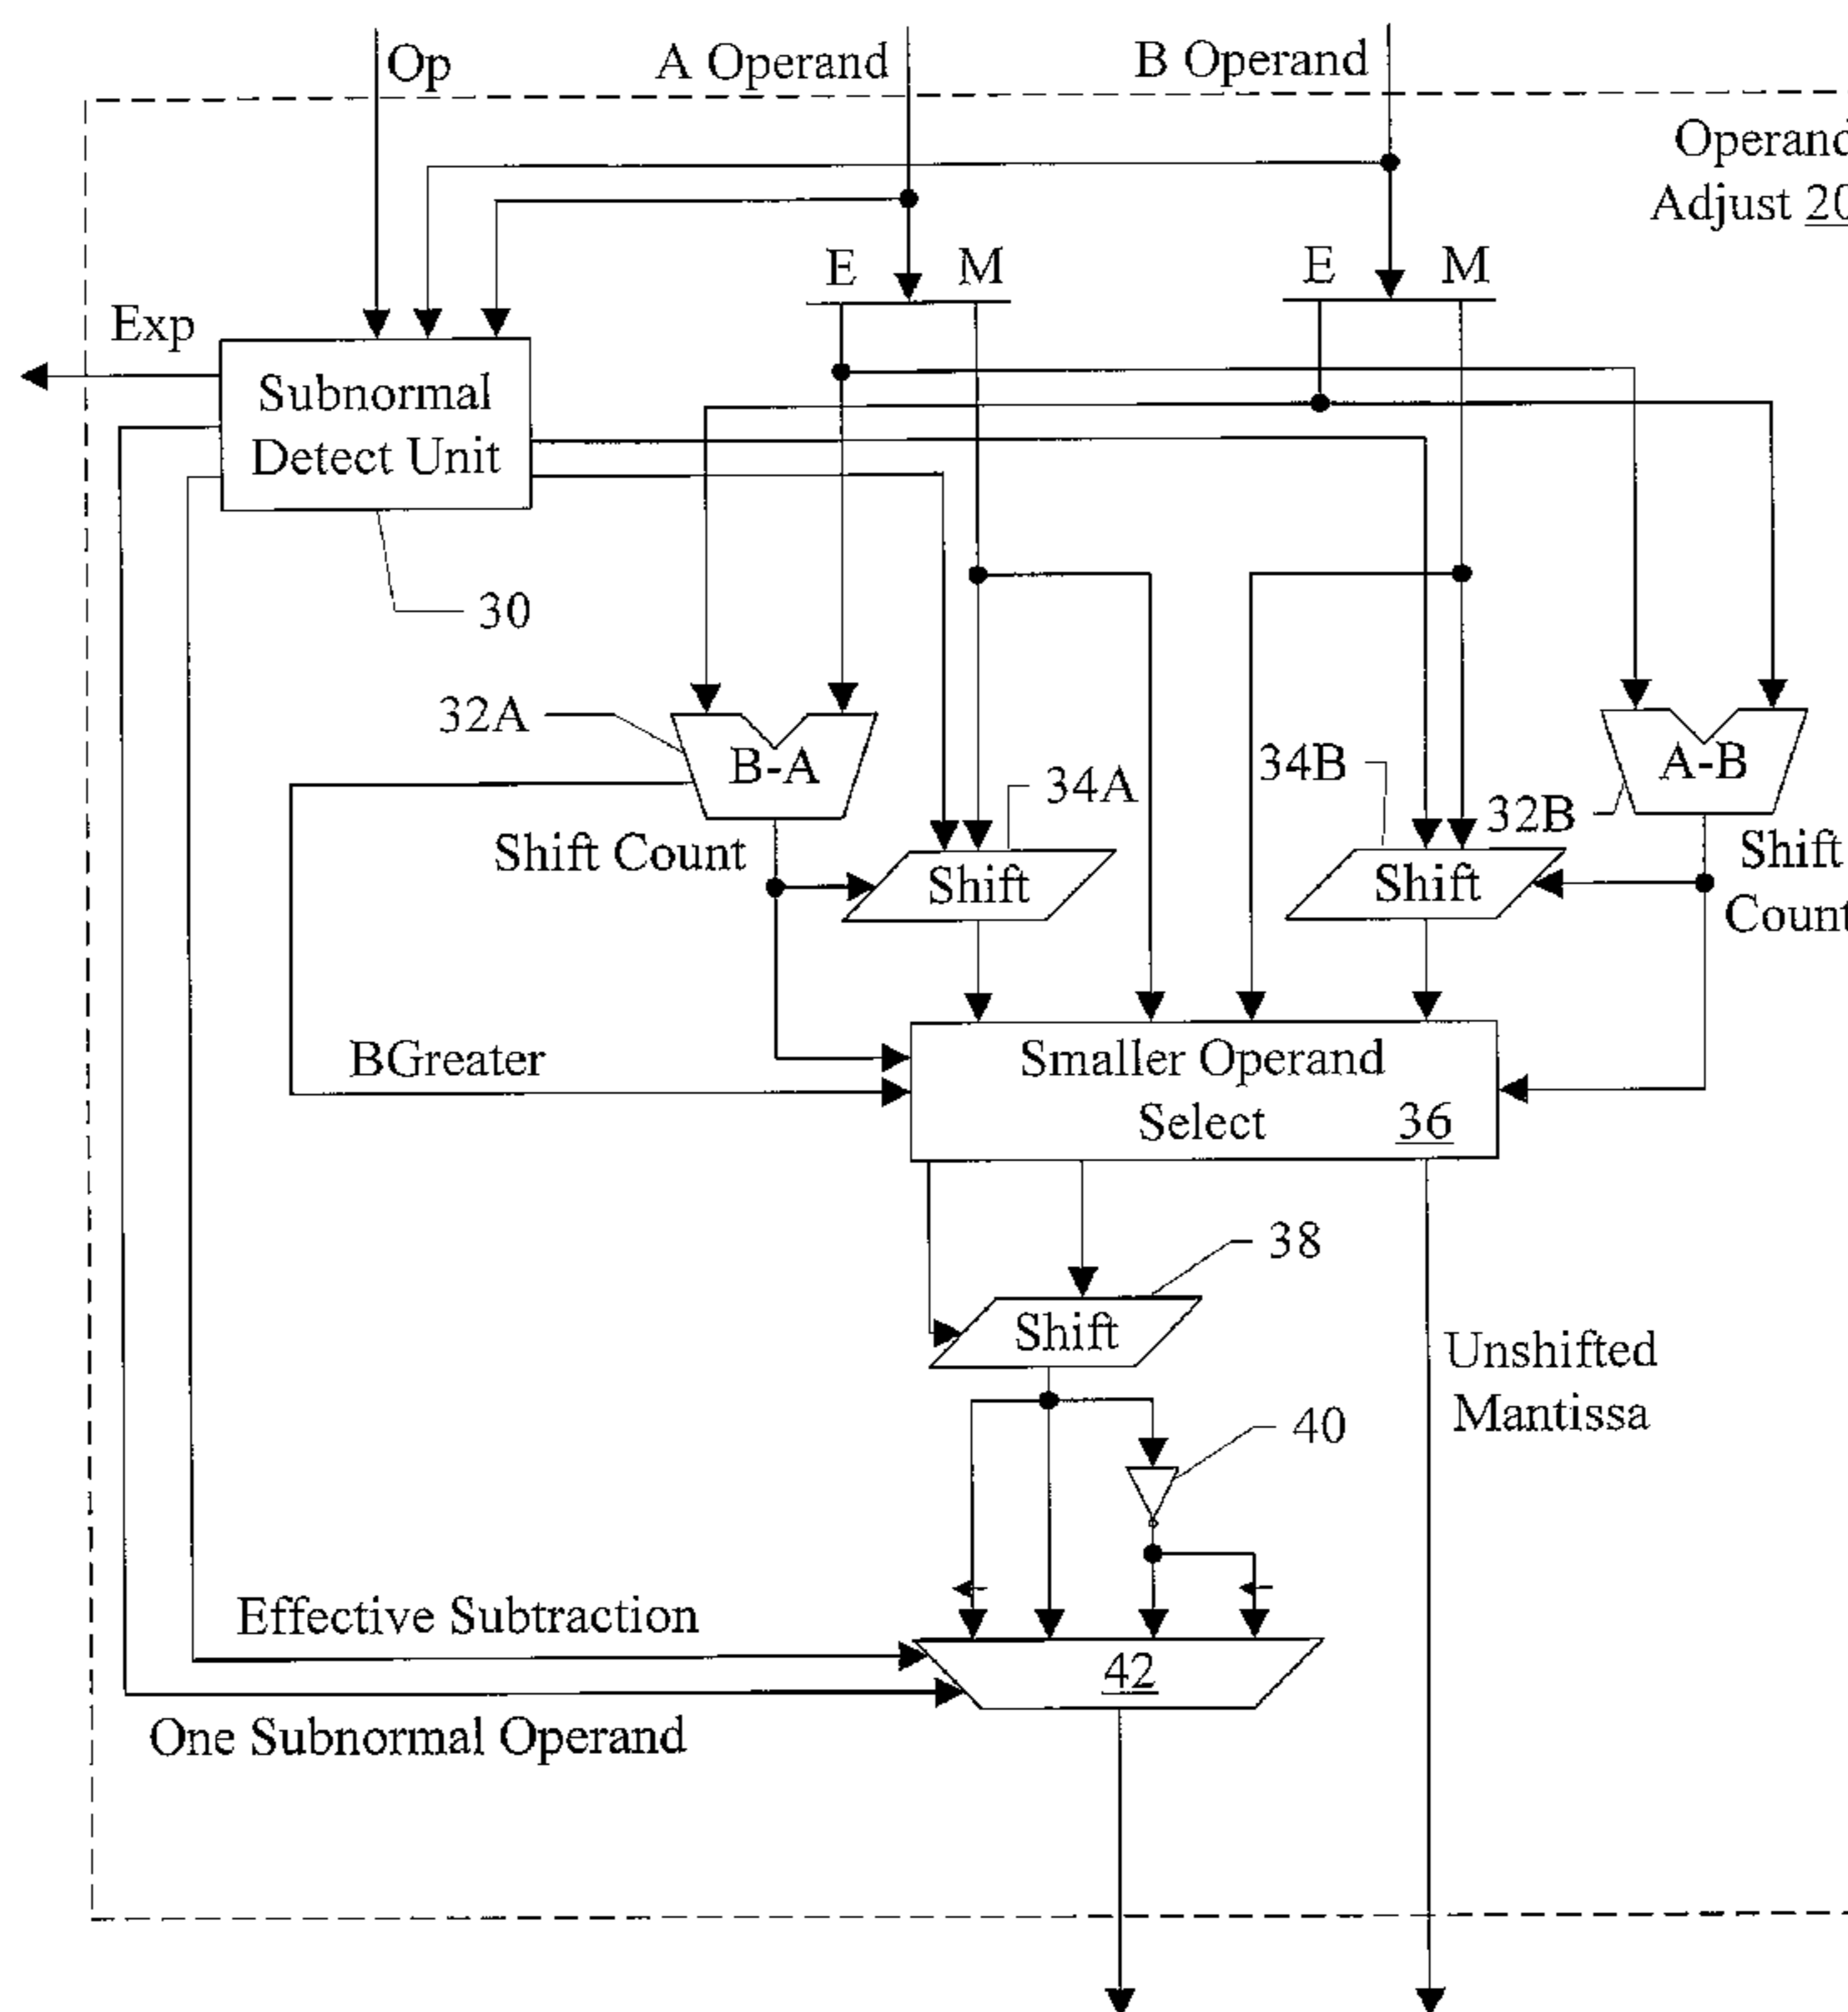 Op
A Operand
B Operand
Operand
Adjust 20
E
M
E
M
Exp
Subnormal
Detect Unit
30
32A
B-A
34A
34B
A-B
32B
Shift Count
Shift
Shift
Shift
Count
BGreater
Smaller Operand
Select
36
38
Shift
Unshifted
Mantissa
40
Effective Subtraction
42
One Subnormal Operand